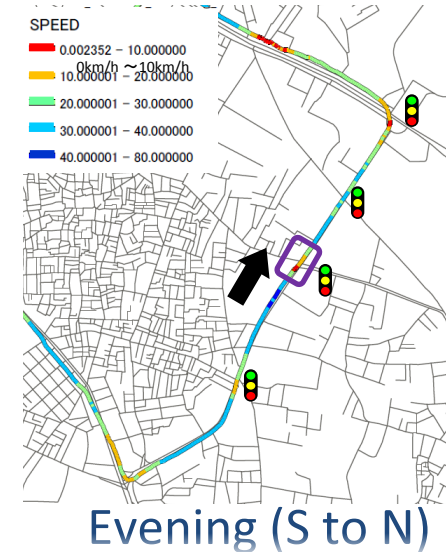 SPEED
0.002352 – 10.000000
0km/h ～10km/h
10.000001 – 20.000000
20.000001 – 30.000000
30.000001 – 40.000000
40.000001 – 80.000000
Evening (S to N)